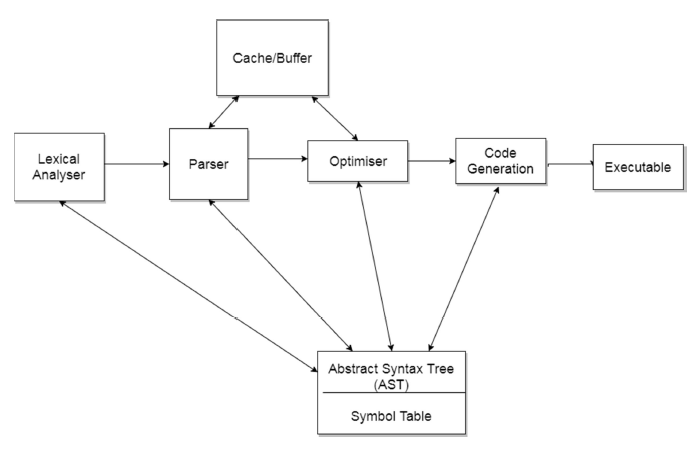 Cache/Buffer
Lexical
Analyser
Parser
Optimiser
Code
Generation
Executable
Abstract Syntax Tree
(AST)
Symbol Table